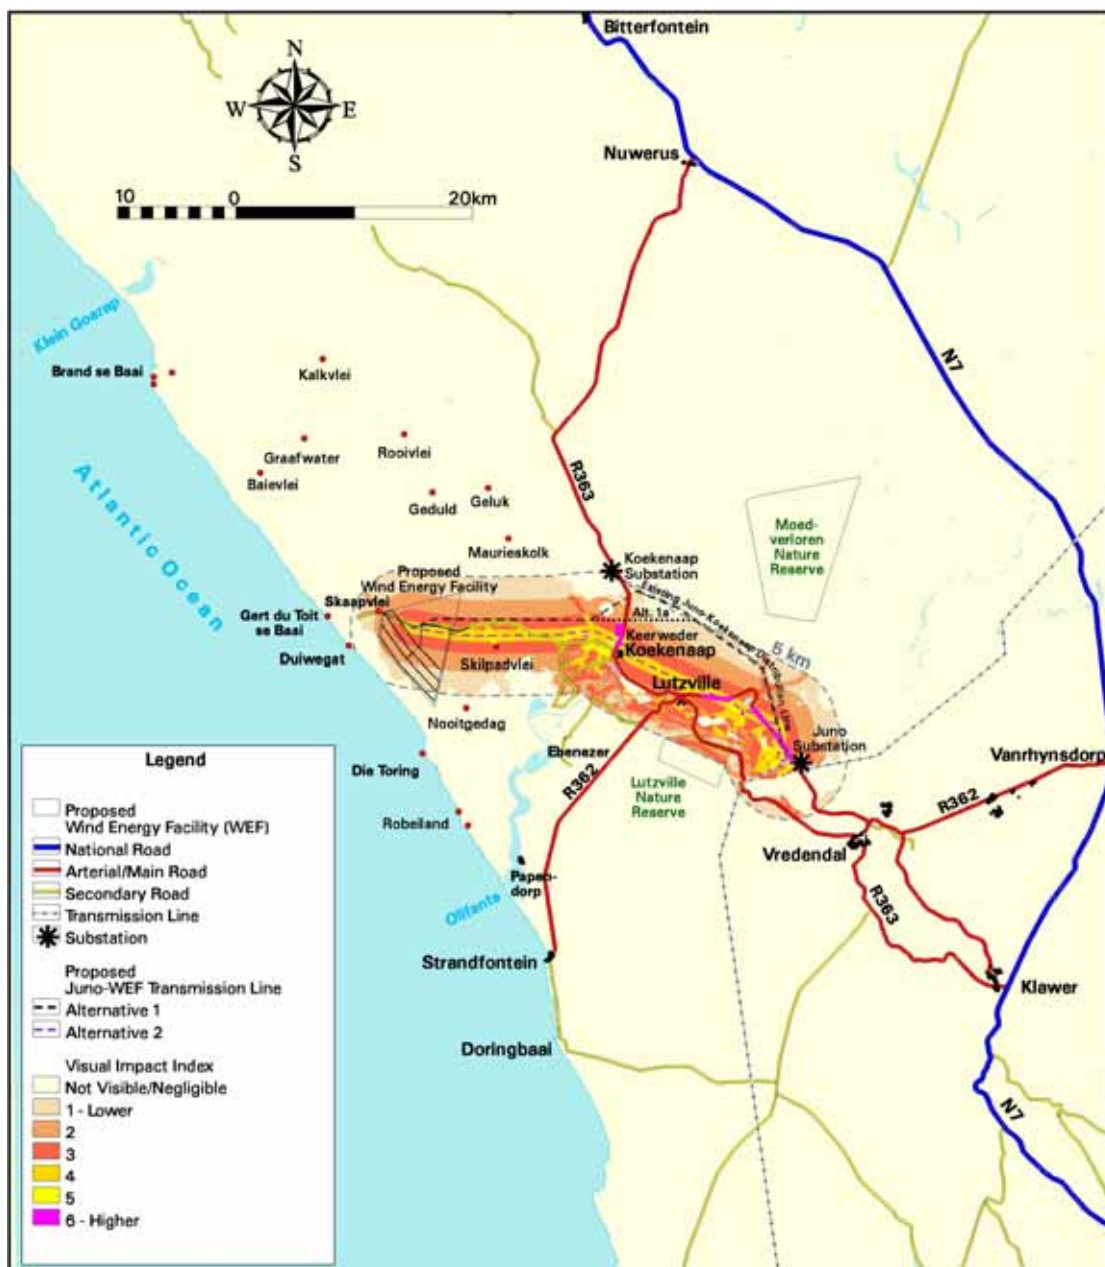 Bitterfontein
N
W E
S
Nuwerus
10 0 20km
Klein Goerap
N7
Brand se Baai
Kalkvlei
Graafwater
Rooivlei
Baievlei
R363
Atlantic Ocean
Geduld
Geluk
Moed-
verloren
Nature
Reserve
Maurieskolk
Koekenaap
Substation
Proposed
Wind Energy Facility
Existing Juno-Koekenaap Distribution Line
Alt. 1a
Skaapvlei
Gert du Toit
se Baai
Keerweder
Koekenaap
5 km
Duiwegat
Skilpadvlei
Lutzville
Nooitgedag
Juno
Substation
Ebenezer
Vanrhynsdorp
Die Toring
R362
Lutzville
Nature
Reserve
R362
Robeiland
Vredendal
Papen-
dorp
R363
Olifants
Strandfontein
Klawer
Doringbaai
N7
Legend
Proposed
Wind Energy Facility (WEF)
National Road
Arterial/Main Road
Secondary Road
Transmission Line
Substation
Proposed
Juno-WEF Transmission Line
Alternative 1
Alternative 2
Visual Impact Index
Not Visible/Negligible
1 - Lower
2
3
4
5
6 - Higher